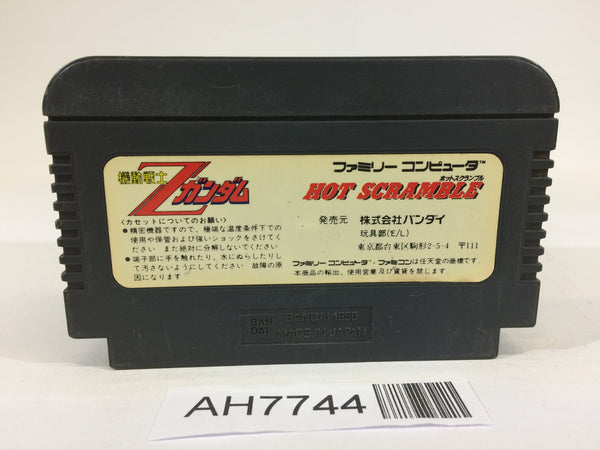 機動戦士
Zガンダム
ファミリー コンピュータ™
ホットスクランブル
HOT SCRAMBLE
〈カセットについてのお願い〉
●精密機器ですので、極端な温度条件下での
使用や保管および強いショックをさけてく
ださい また絶対に分解しないでください
●端子部に手を触れたり、水にぬらしたりし
て汚さないようにしてください 故障の原
因になります
発売元 株式会社バンダイ
玩具部(E/L)
東京都台東区駒形2-5-4 〒111
ファミリーコンピュータ・ファミコンは任天堂の商標です。
本商品の輸出、使用営業及び賃貸を禁じます
BAN
DAI
BANDAI 1986
MADE IN JAPAN
AH7744